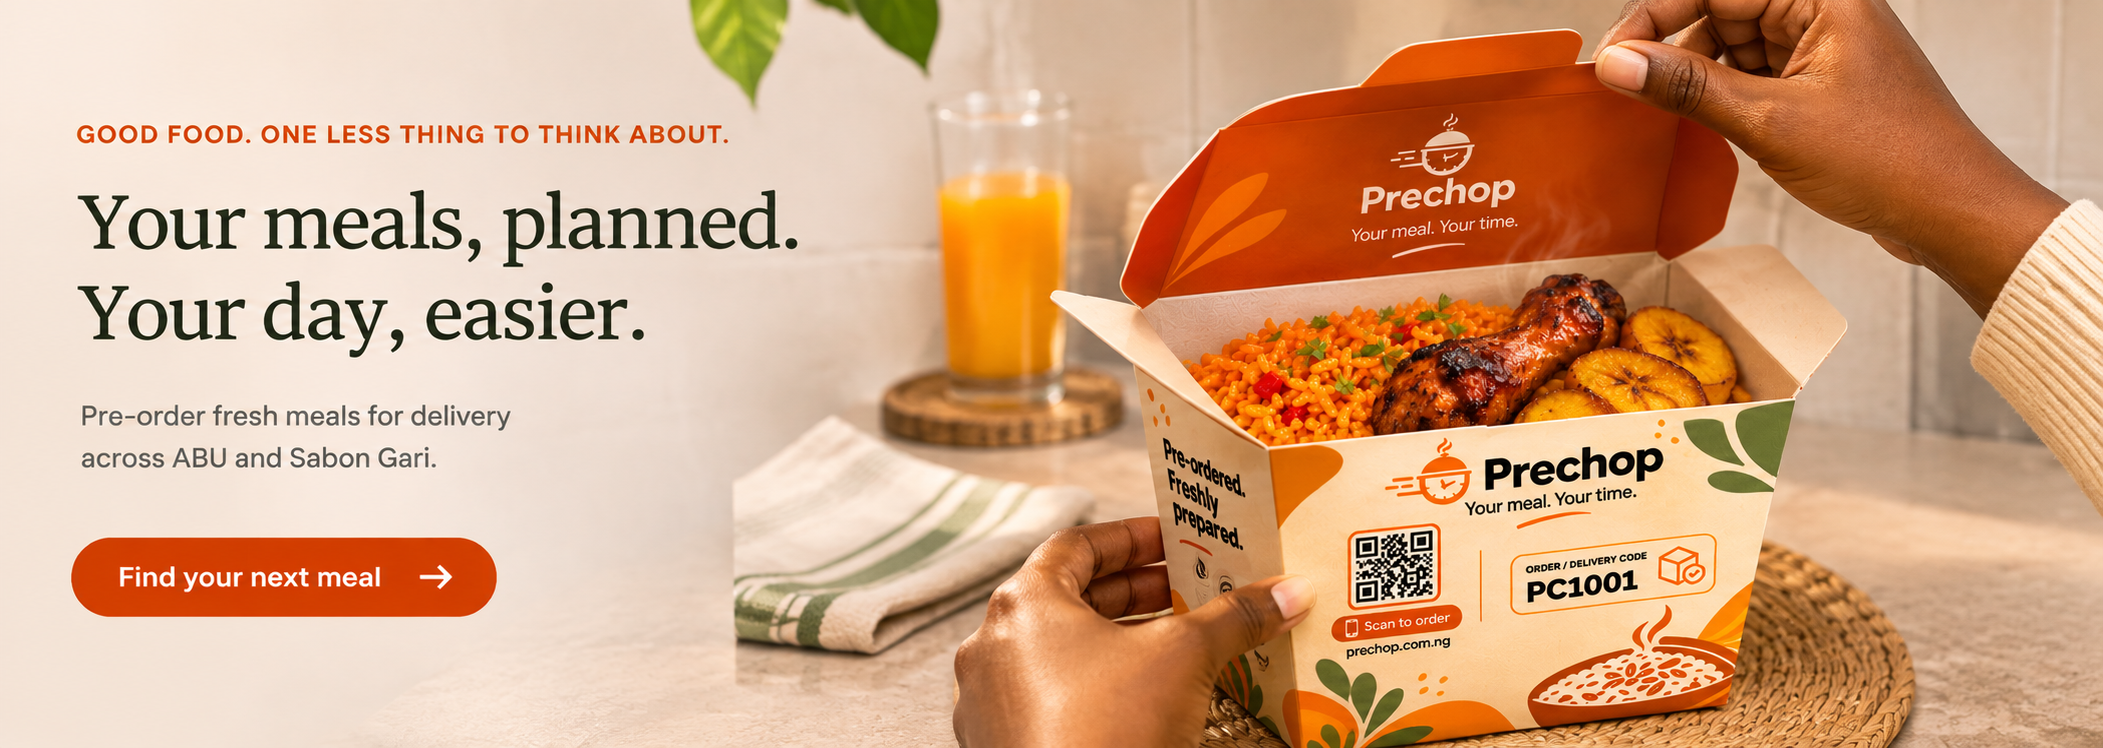 GOOD FOOD. ONE LESS THING TO THINK ABOUT.
Your meals, planned.
Your day, easier.
Pre-order fresh meals for delivery
across ABU and Sabon Gari.
Find your next meal
Prechop
Your meal. Your time.
Pre-ordered.
Freshly
prepared.
Prechop
Your meal. Your time.
Scan to order
prechop.com.ng
ORDER / DELIVERY CODE
PC1001